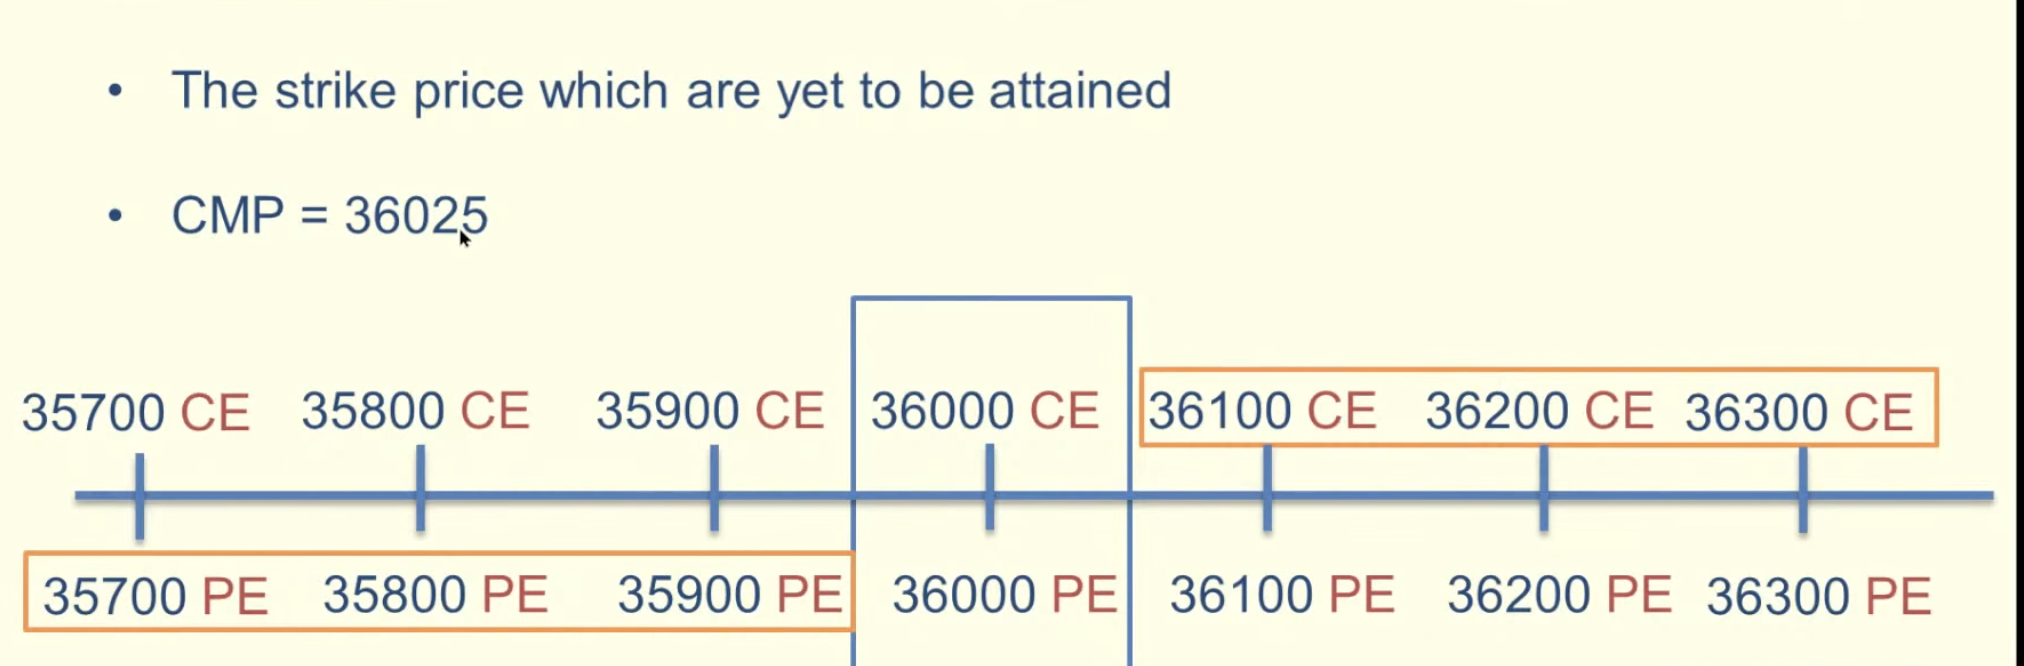 • The strike price which are yet to be attained
• CMP = 36025
35700 CE 35800 CE 35900 CE 36000 CE 36100 CE 36200 CE 36300 CE
35700 PE 35800 PE 35900 PE 36000 PE 36100 PE 36200 PE 36300 PE